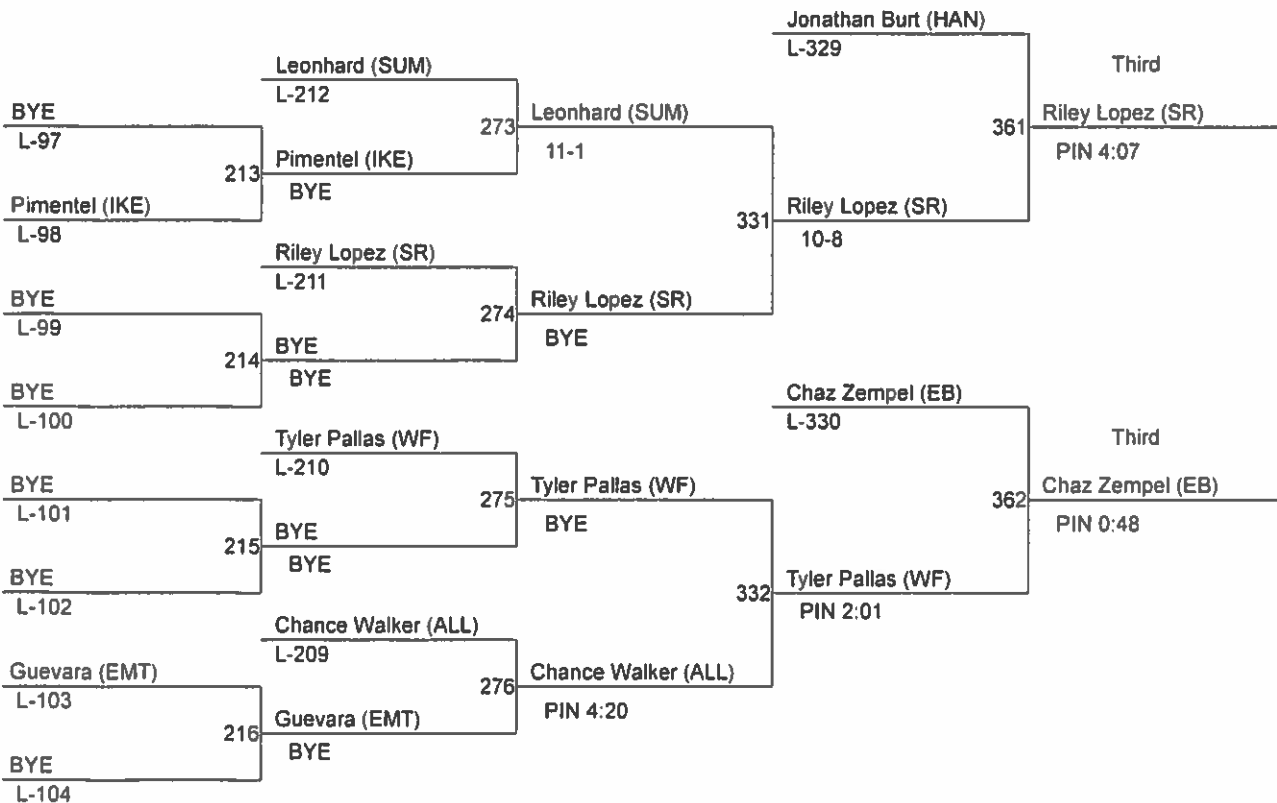 Jonathan Burt (HAN)
L-329
Third
Leonhard (SUM)
L-212
BYE
L-97
273
Leonhard (SUM)
11-1
361
Riley Lopez (SR)
PIN 4:07
213
Pimentel (IKE)
BYE
Pimentel (IKE)
L-98
331
Riley Lopez (SR)
10-8
Riley Lopez (SR)
L-211
BYE
L-99
274
Riley Lopez (SR)
BYE
214
BYE
BYE
BYE
L-100
Chaz Zempel (EB)
L-330
Third
Tyler Pallas (WF)
L-210
BYE
L-101
275
Tyler Pallas (WF)
BYE
362
Chaz Zempel (EB)
PIN 0:48
215
BYE
BYE
BYE
L-102
332
Tyler Pallas (WF)
PIN 2:01
Chance Walker (ALL)
L-209
Guevara (EMT)
L-103
276
Chance Walker (ALL)
PIN 4:20
216
Guevara (EMT)
BYE
BYE
L-104